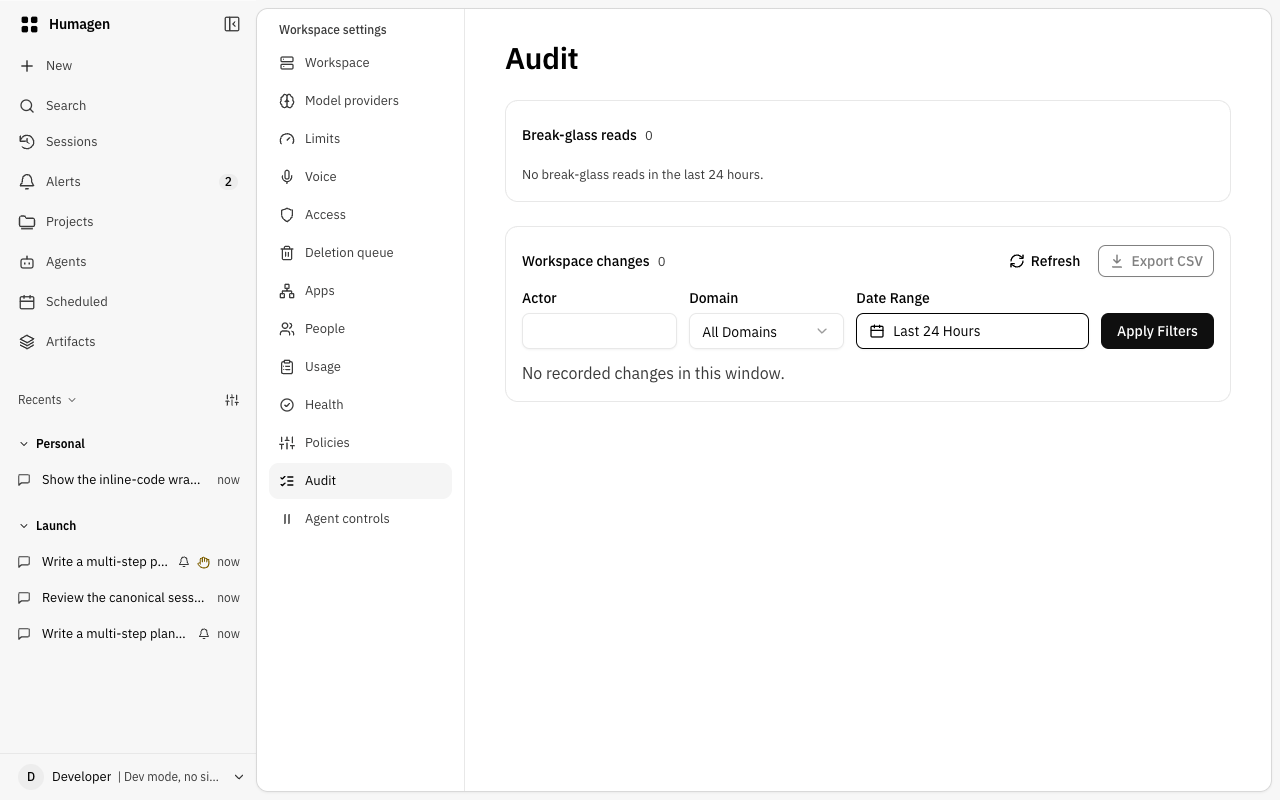 Humagen
New
Search
Sessions
Alerts 2
Projects
Agents
Scheduled
Artifacts
Recents
Personal
Show the inline-code wra... now
Launch
Write a multi-step p... now
Review the canonical sess... now
Write a multi-step plan... now
D Developer | Dev mode, no si...
Workspace settings
Workspace
Model providers
Limits
Voice
Access
Deletion queue
Apps
People
Usage
Health
Policies
Audit
Agent controls
Audit
Break-glass reads 0
No break-glass reads in the last 24 hours.
Workspace changes 0 Refresh Export CSV
Actor Domain Date Range
All Domains Last 24 Hours Apply Filters
No recorded changes in this window.